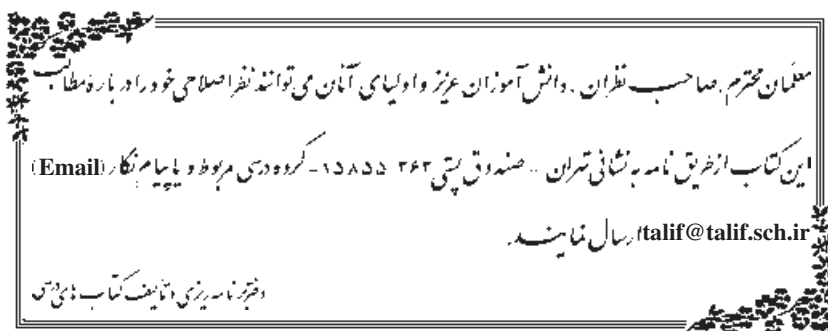 معلمان محترم، صاحب نظران، دانش آموزان عزیز و اولیای آنان می توانند نظر اصلاحی خود را در بارهٔ مطالب
این کتاب از طریق نامه به نشانی تهران ـ صندوق پستی ۳۶۳ ۱۵۸۵۵ ـ گروه درسی مربوط و یا پیام نگار (Email)
talif@talif.sch.ir ارسال نمایند.
دفتر برنامه ریزی و تألیف کتاب های درسی